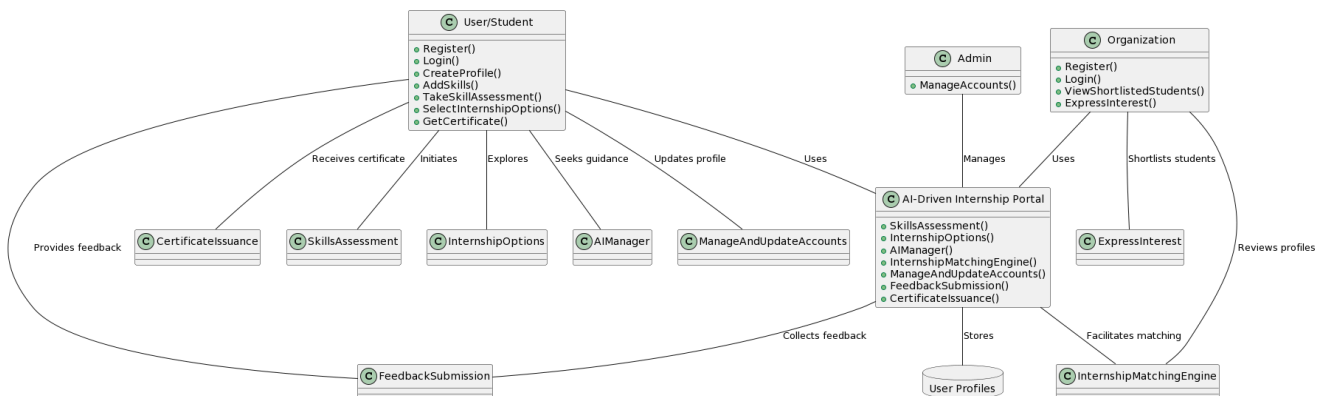 C User/Student
Register()
Login()
CreateProfile()
AddSkills()
TakeSkillAssessment()
SelectInternshipOptions()
GetCertificate()
C Admin
ManageAccounts()
C Organization
Register()
Login()
ViewShortlistedStudents()
ExpressInterest()
Receives certificate
Initiates
Explores
Seeks guidance
Updates profile
Uses
Manages
Uses
Shortlists students
C CertificateIssuance
C SkillsAssessment
C InternshipOptions
C AIManager
C ManageAndUpdateAccounts
C AI-Driven Internship Portal
SkillsAssessment()
InternshipOptions()
AIManager()
InternshipMatchingEngine()
ManageAndUpdateAccounts()
FeedbackSubmission()
CertificateIssuance()
C ExpressInterest
Provides feedback
Reviews profiles
Collects feedback
Stores
Facilitates matching
C FeedbackSubmission
User Profiles
C InternshipMatchingEngine